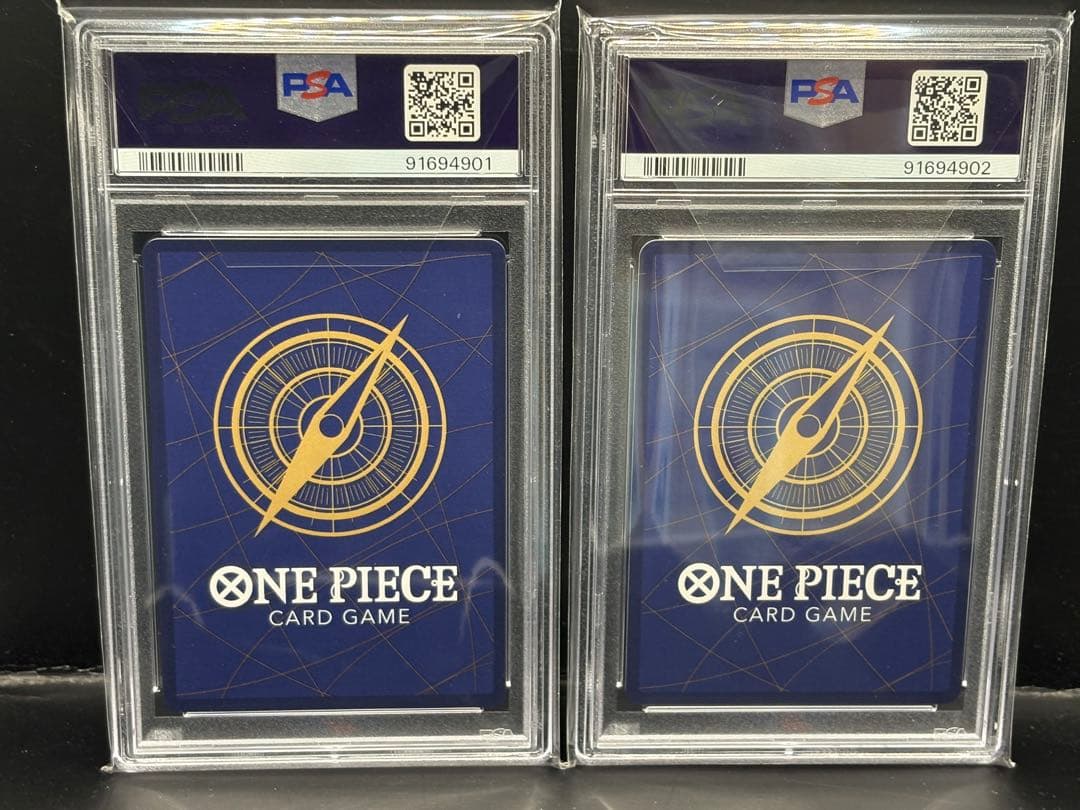 PSA
91694901
ONE PIECE
CARD GAME
PSA
91694902
ONE PIECE
CARD GAME